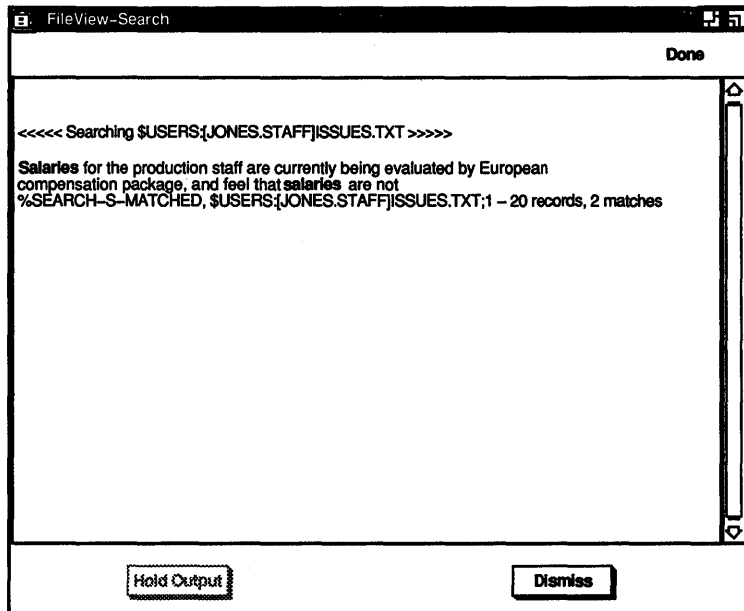 FileView–Search
Done
<<<<< Searching $USERS:[JONES.STAFF]ISSUES.TXT >>>>>
Salaries for the production staff are currently being evaluated by European
compensation package, and feel that salaries are not
%SEARCH–S–MATCHED, $USERS:[JONES.STAFF]ISSUES.TXT;1 – 20 records, 2 matches
Hold Output
Dismiss